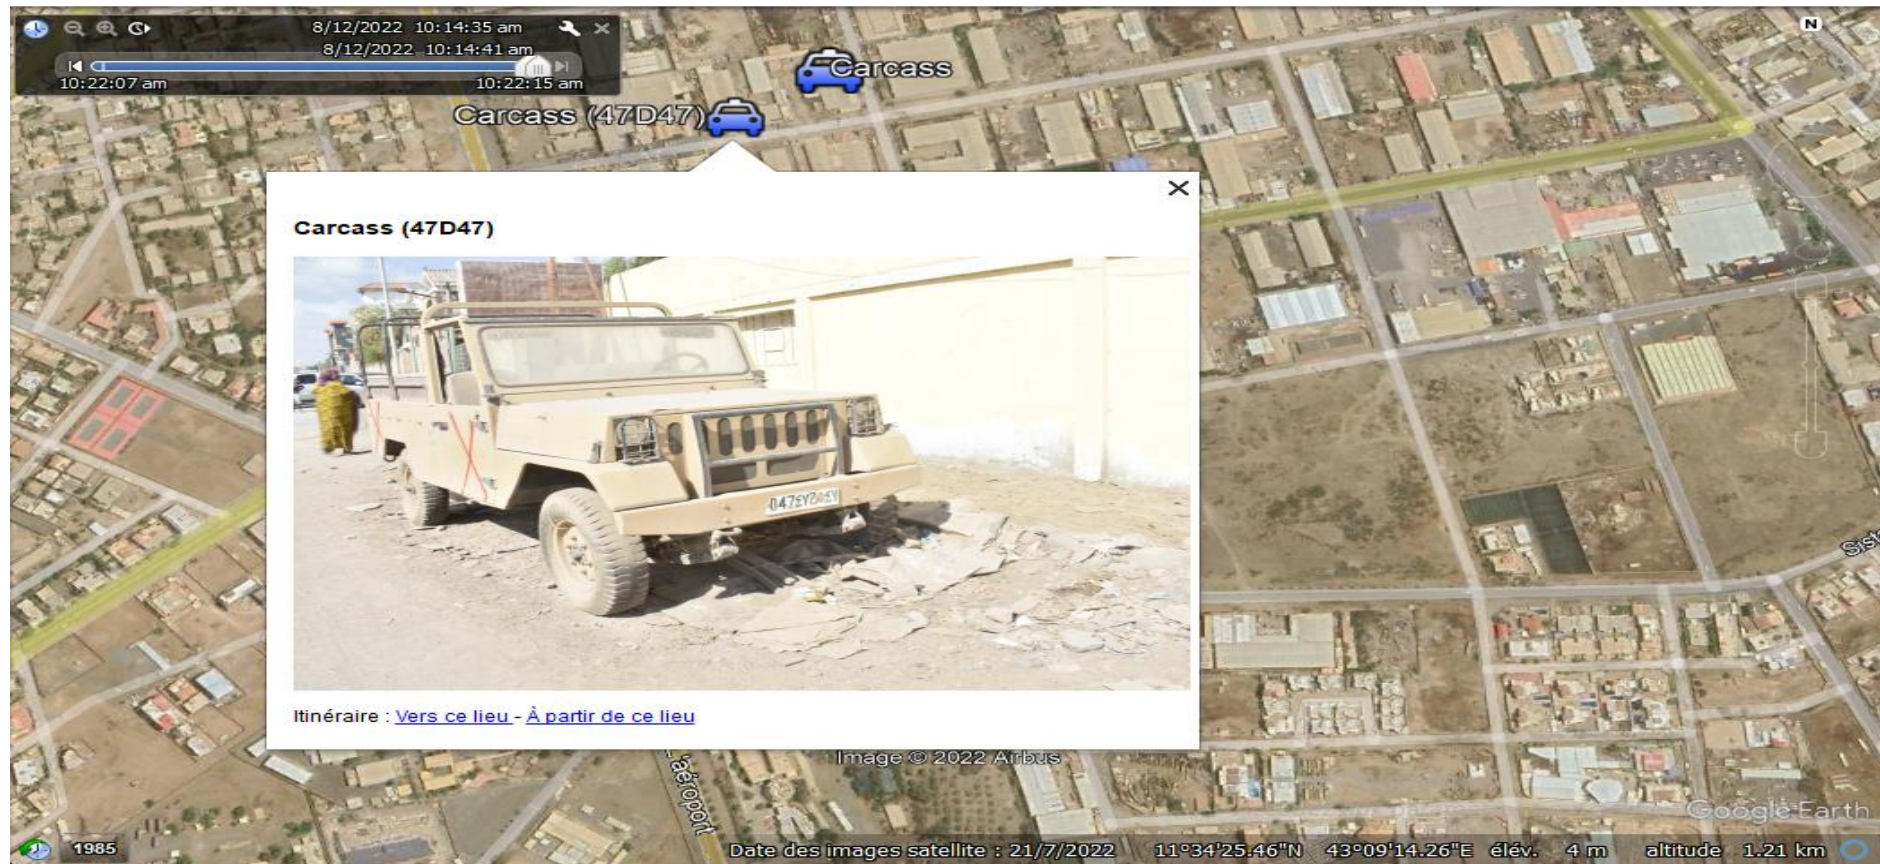 8/12/2022 10:14:35 am
8/12/2022 10:14:41 am
10:22:07 am
10:22:15 am
N
Carcass
Carcass (47D47)
Carcass (47D47)
Itinéraire : Vers ce lieu - À partir de ce lieu
Image © 2022 Airbus
L'aéroport
Google Earth
1985
Date des images satellite : 21/7/2022 11°34'25.46"N 43°09'14.26"E élév. 4 m altitude 1.21 km